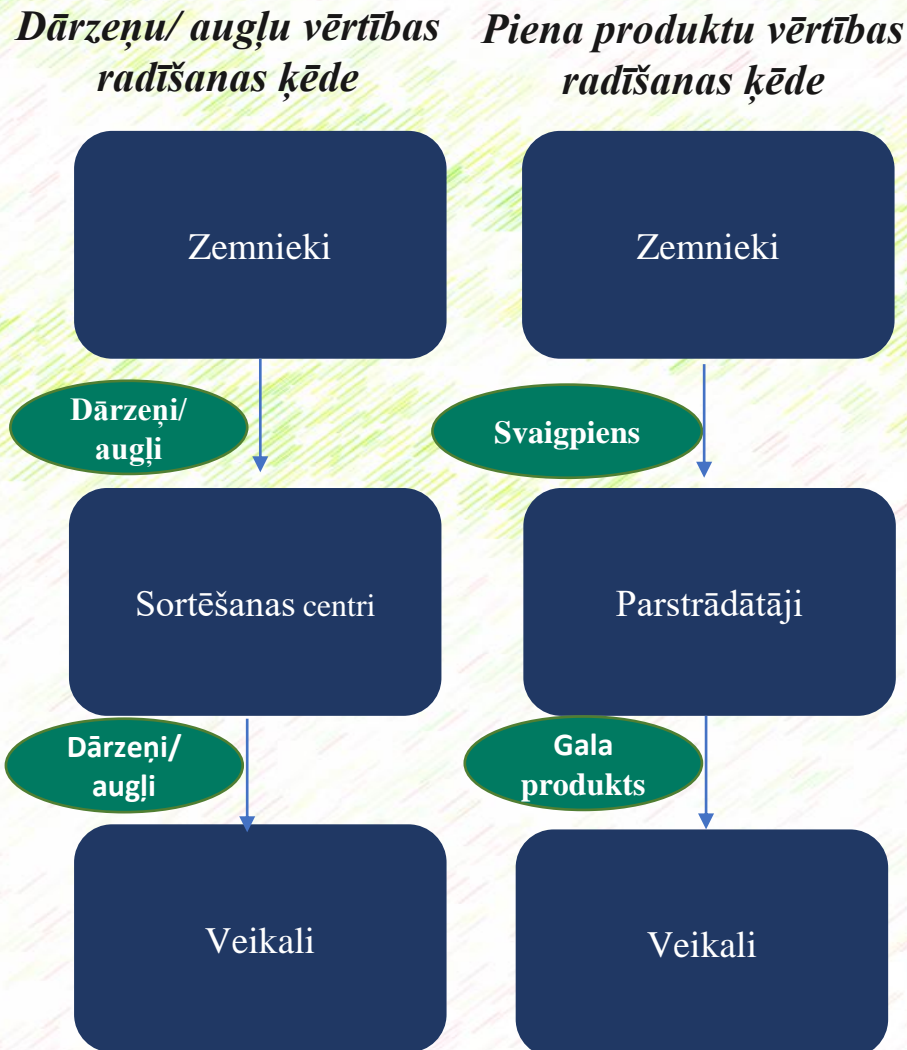 Dārzeņu/ augļu vērtības
radīšanas ķēde
Zemnieki
Dārzeņi/
augļi
Sortēšanas centri
Dārzeņi/
augļi
Veikali
Piena produktu vērtības
radīšanas ķēde
Zemnieki
Svaigpiens
Parstrādātāji
Gala
produkts
Veikali